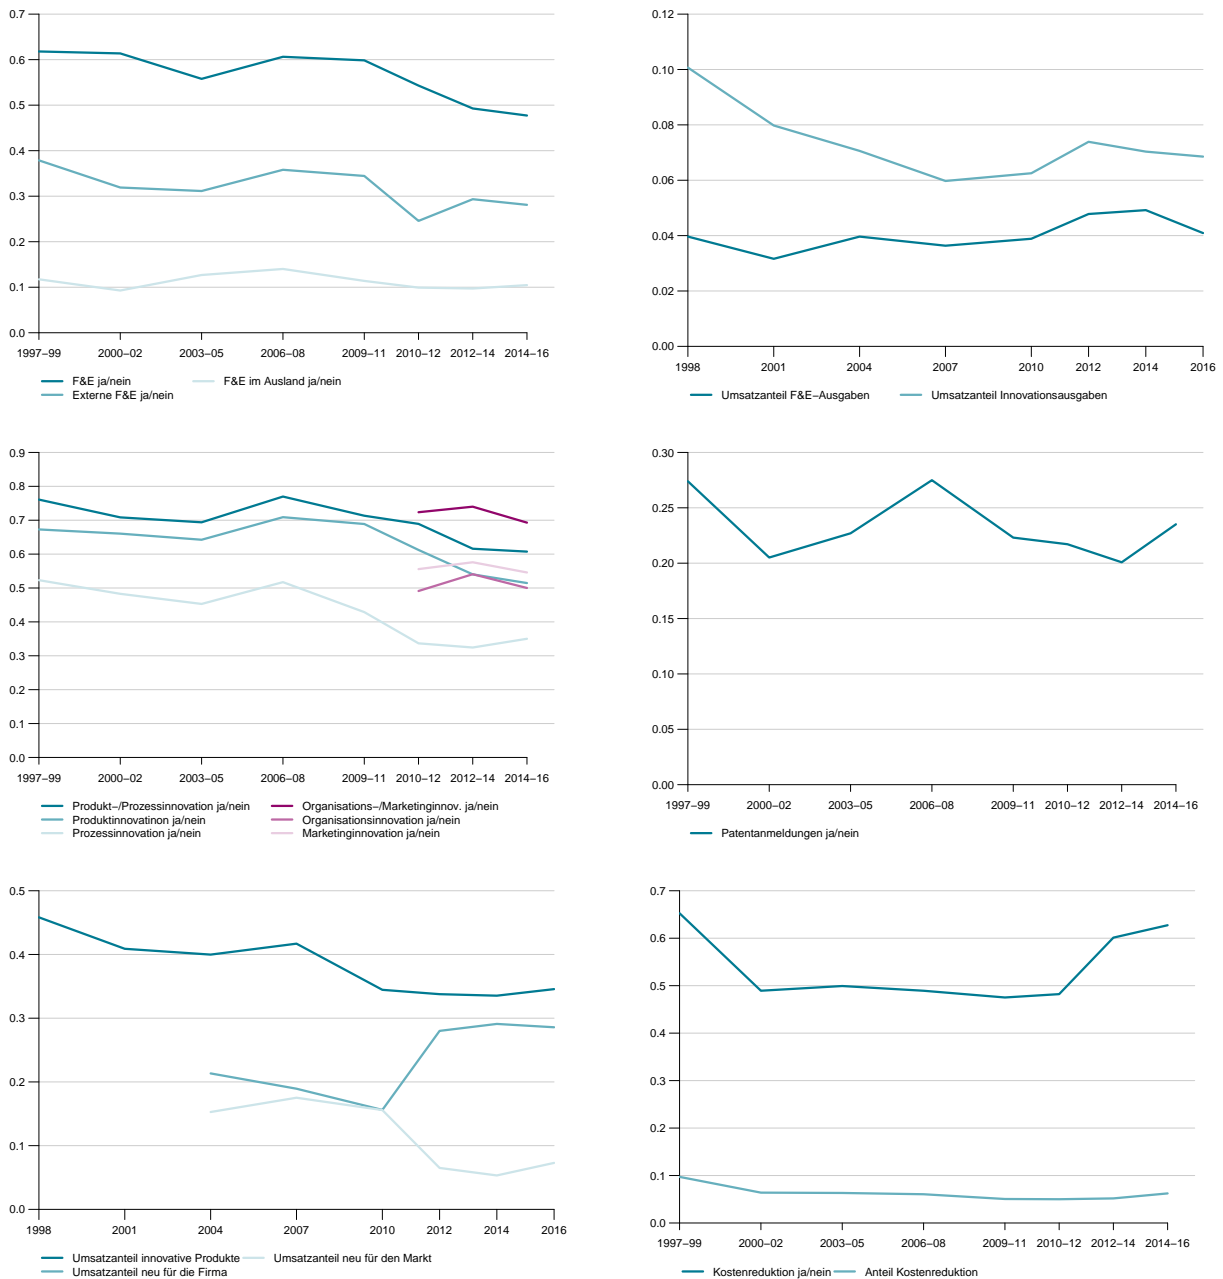 0.7
0.6
0.5
0.4
0.3
0.2
0.1
0.0
1997–99 2000–02 2003–05 2006–08 2009–11 2010–12 2012–14 2014–16
F&E ja/nein F&E im Ausland ja/nein
Externe F&E ja/nein
0.12
0.10
0.08
0.06
0.04
0.02
0.00
1998 2001 2004 2007 2010 2012 2014 2016
Umsatzanteil F&E–Ausgaben Umsatzanteil Innovationsausgaben
0.9
0.8
0.7
0.6
0.5
0.4
0.3
0.2
0.1
0.0
1997–99 2000–02 2003–05 2006–08 2009–11 2010–12 2012–14 2014–16
Produkt–/Prozessinnovation ja/nein Organisations–/Marketinginnov. ja/nein
Produktinnovatinon ja/nein Organisationsinnovation ja/nein
Prozessinnovation ja/nein Marketinginnovation ja/nein
0.30
0.25
0.20
0.15
0.10
0.05
0.00
1997–99 2000–02 2003–05 2006–08 2009–11 2010–12 2012–14 2014–16
Patentanmeldungen ja/nein
0.5
0.4
0.3
0.2
0.1
0.0
1998 2001 2004 2007 2010 2012 2014 2016
Umsatzanteil innovative Produkte Umsatzanteil neu für den Markt
Umsatzanteil neu für die Firma
0.7
0.6
0.5
0.4
0.3
0.2
0.1
0.0
1997–99 2000–02 2003–05 2006–08 2009–11 2010–12 2012–14 2014–16
Kostenreduktion ja/nein Anteil Kostenreduktion